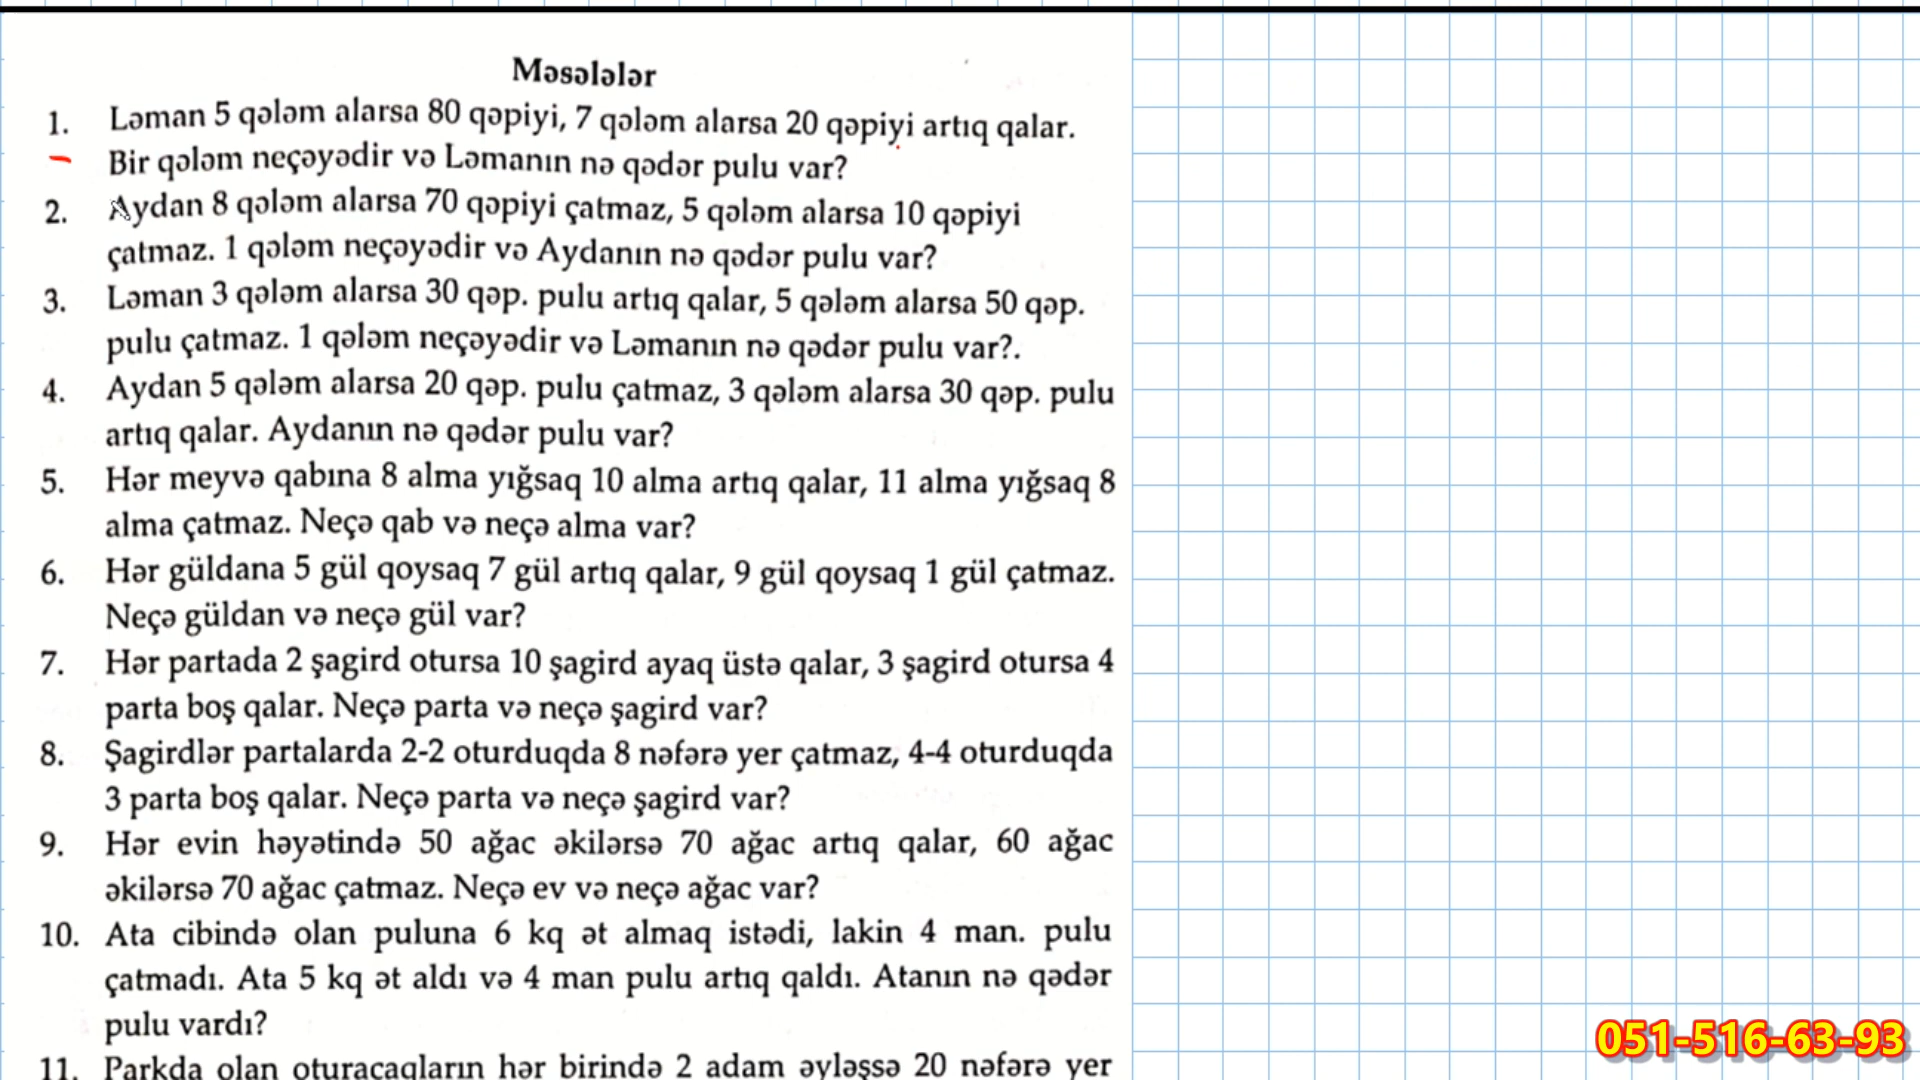 Məsələlər
1. Ləman 5 qələm alarsa 80 qəpiyi, 7 qələm alarsa 20 qəpiyi artıq qalar.
Bir qələm neçəyədir və Ləmanın nə qədər pulu var?
2. Aydan 8 qələm alarsa 70 qəpiyi çatmaz, 5 qələm alarsa 10 qəpiyi
çatmaz. 1 qələm neçəyədir və Aydanın nə qədər pulu var?
3. Ləman 3 qələm alarsa 30 qəp. pulu artıq qalar, 5 qələm alarsa 50 qəp.
pulu çatmaz. 1 qələm neçəyədir və Ləmanın nə qədər pulu var?.
4. Aydan 5 qələm alarsa 20 qəp. pulu çatmaz, 3 qələm alarsa 30 qəp. pulu
artıq qalar. Aydanın nə qədər pulu var?
5. Hər meyvə qabına 8 alma yığsaq 10 alma artıq qalar, 11 alma yığsaq 8
alma çatmaz. Neçə qab və neçə alma var?
6. Hər güldana 5 gül qoysaq 7 gül artıq qalar, 9 gül qoysaq 1 gül çatmaz.
Neçə güldan və neçə gül var?
7. Hər partada 2 şagird otursa 10 şagird ayaq üstə qalar, 3 şagird otursa 4
parta boş qalar. Neçə parta və neçə şagird var?
8. Şagirdlər partalarda 2-2 oturduqda 8 nəfərə yer çatmaz, 4-4 oturduqda
3 parta boş qalar. Neçə parta və neçə şagird var?
9. Hər evin həyətində 50 ağac əkilərsə 70 ağac artıq qalar, 60 ağac
əkilərsə 70 ağac çatmaz. Neçə ev və neçə ağac var?
10. Ata cibində olan puluna 6 kq ət almaq istədi, lakin 4 man. pulu
çatmadı. Ata 5 kq ət aldı və 4 man pulu artıq qaldı. Atanın nə qədər
pulu vardı?
11. Parkda olan oturacaqların hər birində 2 adam əyləşsə 20 nəfərə yer
051-516-63-93